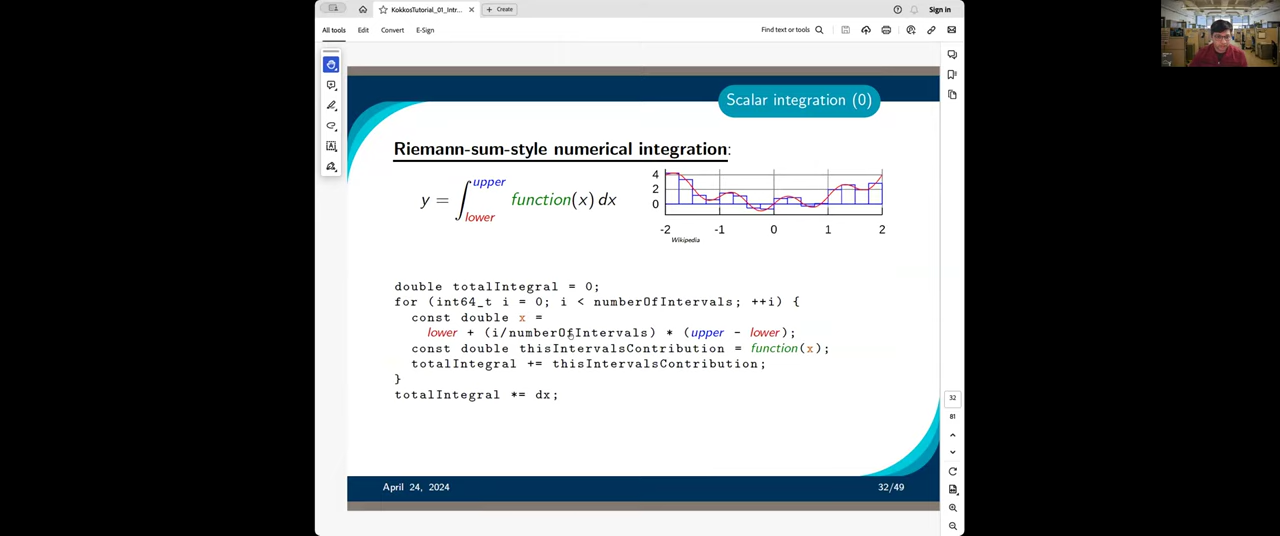 KokkosTutorial_01_Intr...
Create
Sign in
All tools Edit Convert E-Sign
Find text or tools
Scalar integration (0)
Riemann-sum-style numerical integration:
y = ∫ upper lower function(x) dx
4
2
0
-2 -1 0 1 2
Wikipedia
double totalIntegral = 0;
for (int64_t i = 0; i < numberOfIntervals; ++i) {
const double x =
lower + (i/numberOfIntervals) * (upper - lower);
const double thisIntervalsContribution = function(x);
totalIntegral += thisIntervalsContribution;
}
totalIntegral *= dx;
32
81
April 24, 2024
32/49